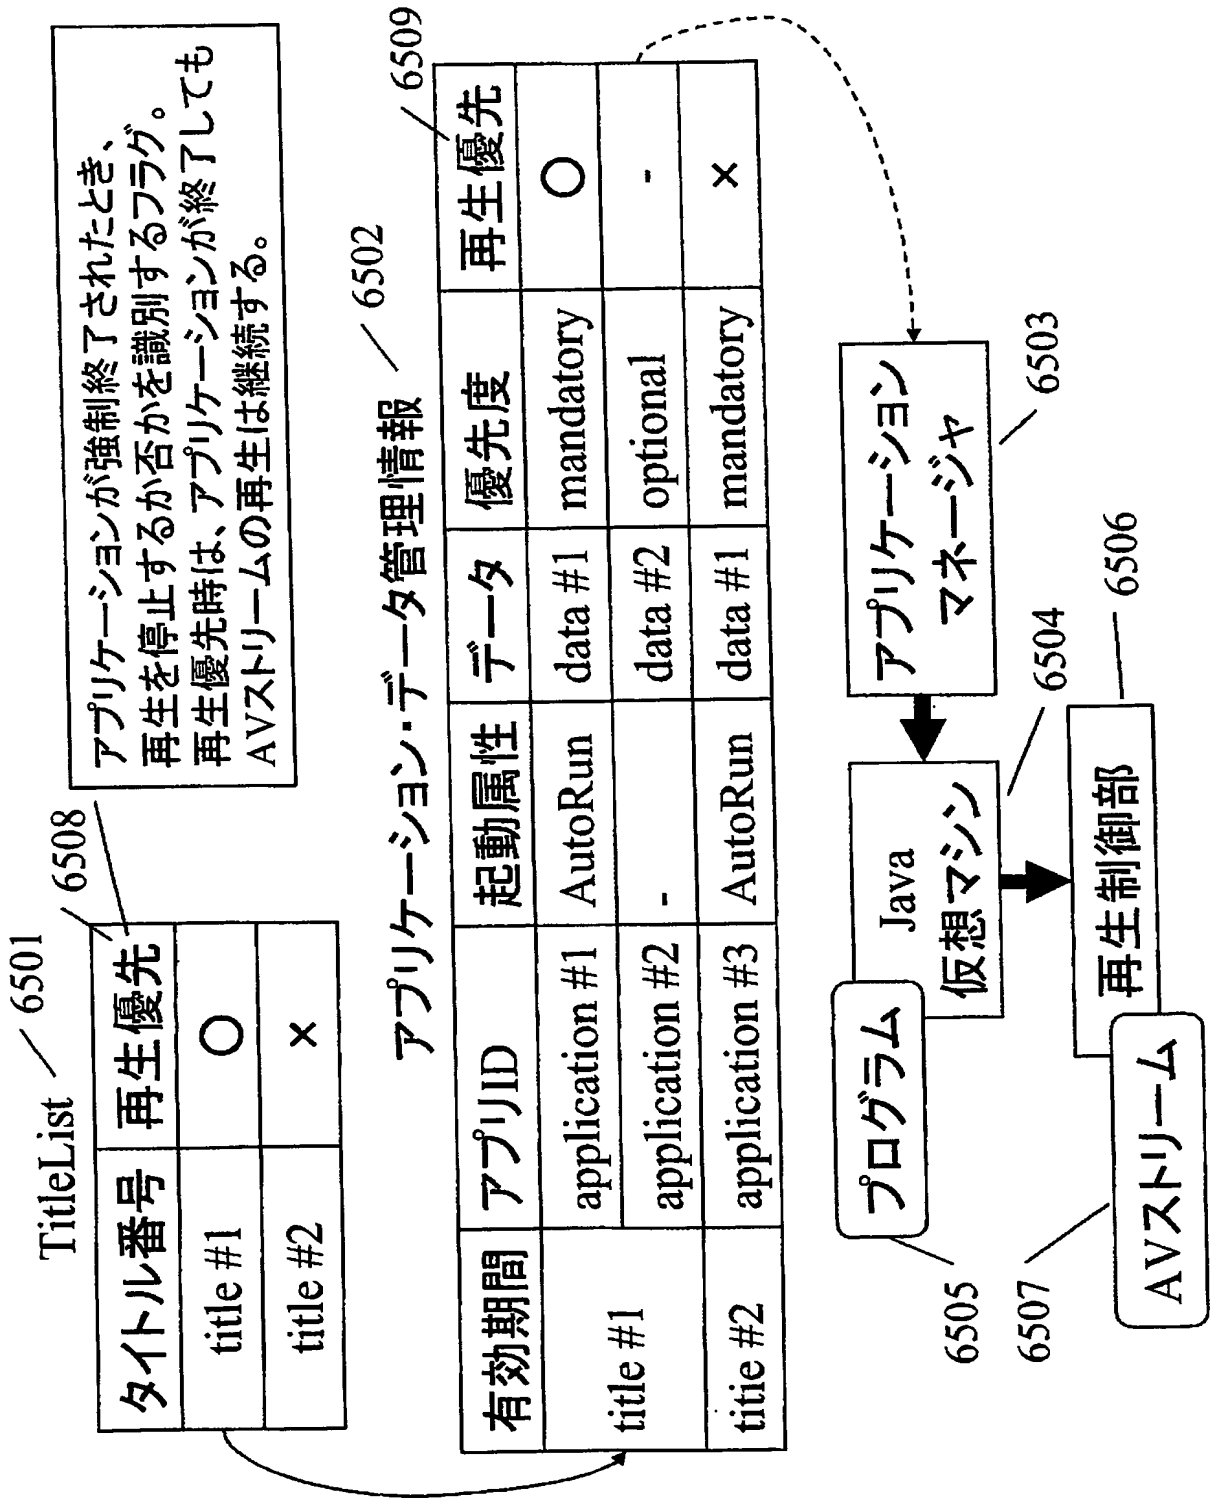 TitleList
6501
6508
タイトル番号 再生優先
title #1 ○
title #2 ×
アプリケーションが強制終了されたとき、
再生を停止するか否かを識別するフラグ。
再生優先時は、アプリケーションが終了しても
AVストリームの再生は継続する。
アプリケーション・データ管理情報
6502
6509
有効期間 アプリID 起動属性 データ 優先度 再生優先
title #1 application #1 AutoRun data #1 mandatory ○
application #2 - data #2 optional -
titie #2 application #3 AutoRun data #1 mandatory ×
プログラム
6505
Java
仮想マシン
6504
アプリケーション
マネージャ
6503
AVストリーム
6507
再生制御部
6506